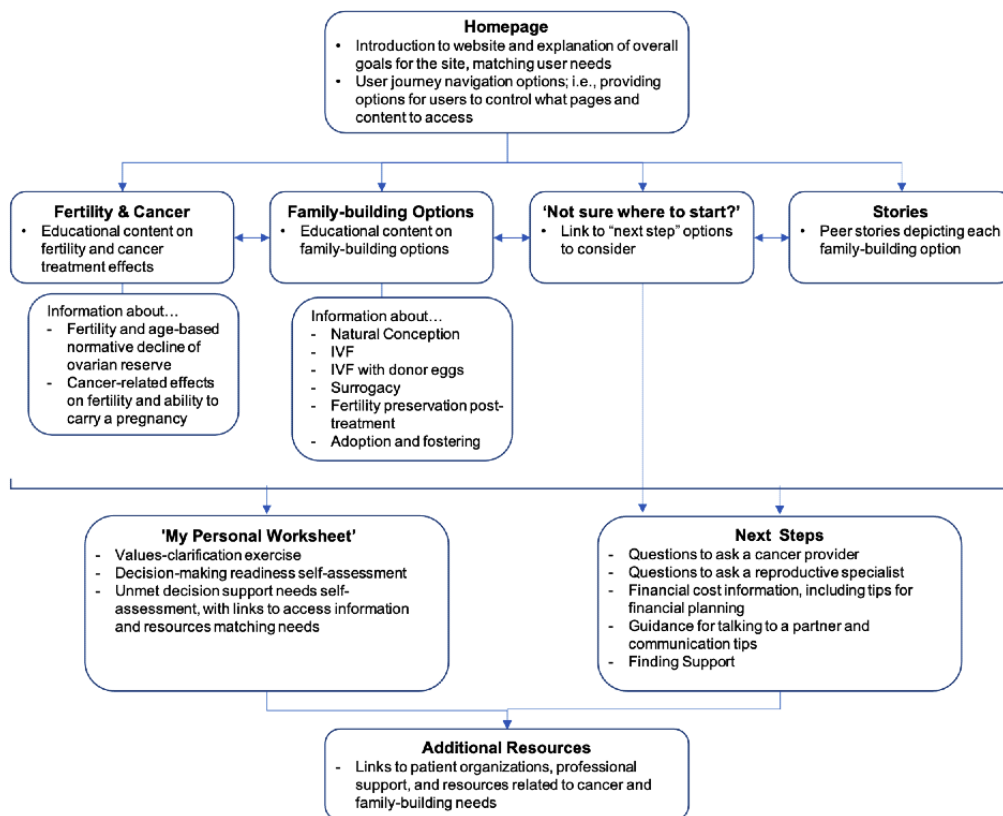 Homepage
• Introduction to website and explanation of overall
goals for the site, matching user needs
• User journey navigation options; i.e., providing
options for users to control what pages and
content to access
Fertility & Cancer
• Educational content on
fertility and cancer
treatment effects
Family-building Options
• Educational content on
family-building options
‘Not sure where to start?’
• Link to “next step” options
to consider
Stories
• Peer stories depicting each
family-building option
Information about…
- Fertility and age-based
normative decline of
ovarian reserve
- Cancer-related effects
on fertility and ability to
carry a pregnancy
Information about…
- Natural Conception
- IVF
- IVF with donor eggs
- Surrogacy
- Fertility preservation post-
treatment
- Adoption and fostering
'My Personal Worksheet’
- Values-clarification exercise
- Decision-making readiness self-assessment
- Unmet decision support needs self-
assessment, with links to access information
and resources matching needs
Next Steps
- Questions to ask a cancer provider
- Questions to ask a reproductive specialist
- Financial cost information, including tips for
financial planning
- Guidance for talking to a partner and
communication tips
- Finding Support
Additional Resources
- Links to patient organizations, professional
support, and resources related to cancer and
family-building needs